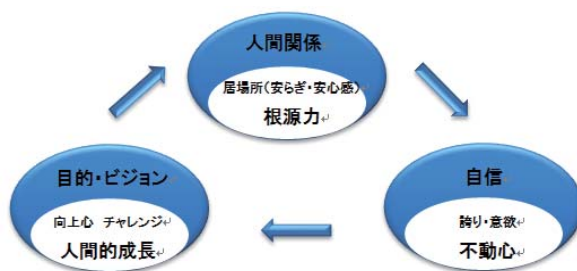 人間関係
居場所（安らぎ・安心感）
根源力
目的・ビジョン
向上心 チャレンジ
人間的成長
自信
誇り・意欲
不動心